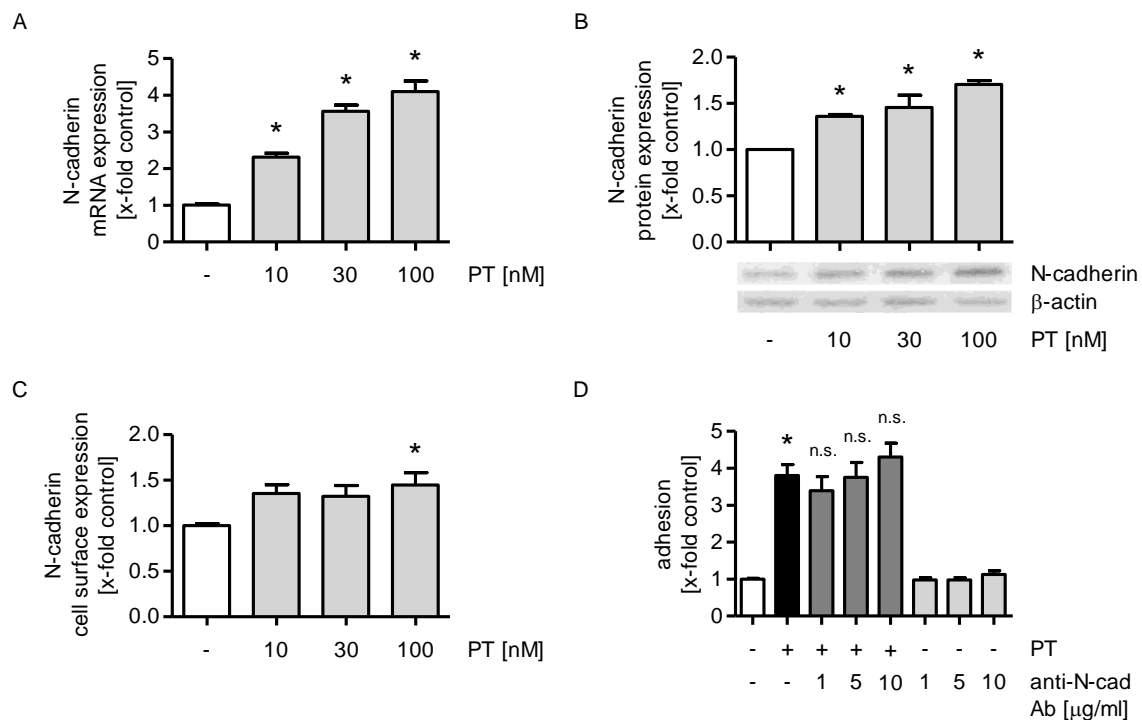 A
N-cadherin
mRNA expression
[x-fold control]
5
4
3
2
1
0
*
*
*
- 10 30 100 PT [nM]
B
N-cadherin
protein expression
[x-fold control]
2.0
1.5
1.0
0.5
0.0
*
*
*
N-cadherin
β-actin
- 10 30 100 PT [nM]
C
N-cadherin
cell surface expression
[x-fold control]
2.0
1.5
1.0
0.5
0.0
*
- 10 30 100 PT [nM]
D
adhesion
[x-fold control]
5
4
3
2
1
0
* n.s. n.s. n.s.
- + + + + - - - PT
- - 1 5 10 1 5 10 anti-N-cad
Ab [µg/ml]